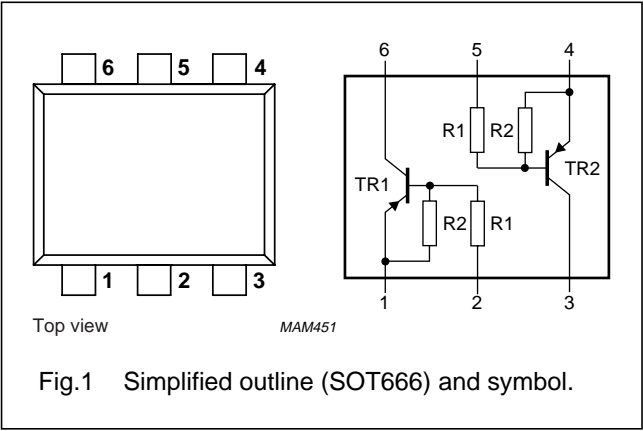 6 5 4
1 2 3
Top view
MAM451
6 5 4
R1 R2
TR2
TR1
R2 R1
1 2 3
Fig.1 Simplified outline (SOT666) and symbol.